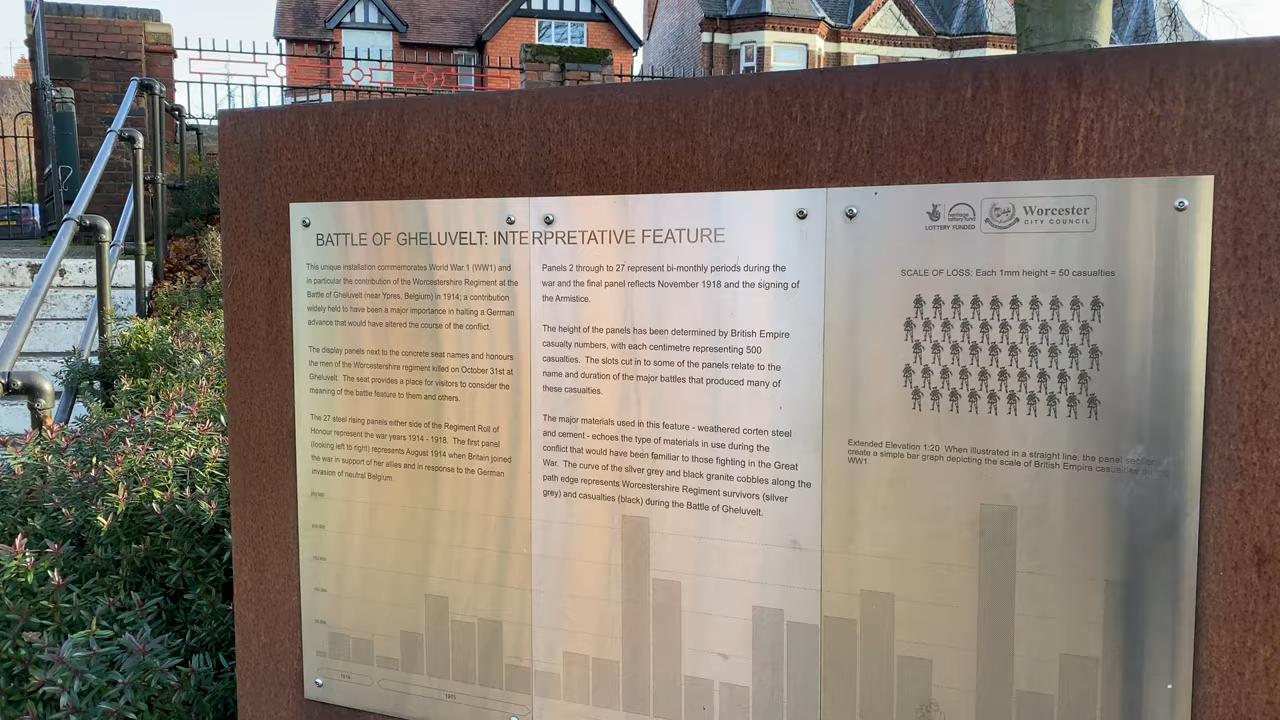 BATTLE OF GHELUVELT: INTERPRETATIVE FEATURE
This unique installation commemorates World War 1 (WW1) and
in particular the contribution of the Worcestershire Regiment at the
Battle of Gheluvelt (near Ypres, Belgium) in 1914; a contribution
widely held to have been a major importance in halting a German
advance that would have altered the course of the conflict.
The display panels next to the concrete seat names and honours
the men of the Worcestershire regiment killed on October 31st at
Gheluvelt. The seat provides a place for visitors to consider the
meaning of the battle feature to them and others.
The 27 steel rising panels either side of the Regiment Roll of
Honour represent the war years 1914 - 1918. The first panel
(looking left to right) represents August 1914 when Britain joined
the war in support of her allies and in response to the German
invasion of neutral Belgium.
Panels 2 through to 27 represent bi-monthly periods during the
war and the final panel reflects November 1918 and the signing of
the Armistice.
The height of the panels has been determined by British Empire
casualty numbers, with each centimetre representing 500
casualties. The slots cut in to some of the panels relate to the
name and duration of the major battles that produced many of
these casualties.
The major materials used in this feature - weathered corten steel
and cement - echoes the type of materials in use during the
conflict that would have been familiar to those fighting in the Great
War. The curve of the silver grey and black granite cobbles along the
path edge represents Worcestershire Regiment survivors (silver
grey) and casualties (black) during the Battle of Gheluvelt.
heritage
lottery fund
LOTTERY FUNDED
Worcester
CITY COUNCIL
SCALE OF LOSS: Each 1mm height = 50 casualties
Extended Elevation 1:20 When illustrated in a straight line, the panel sections
create a simple bar graph depicting the scale of British Empire casualties during
WW1.
1914
1915